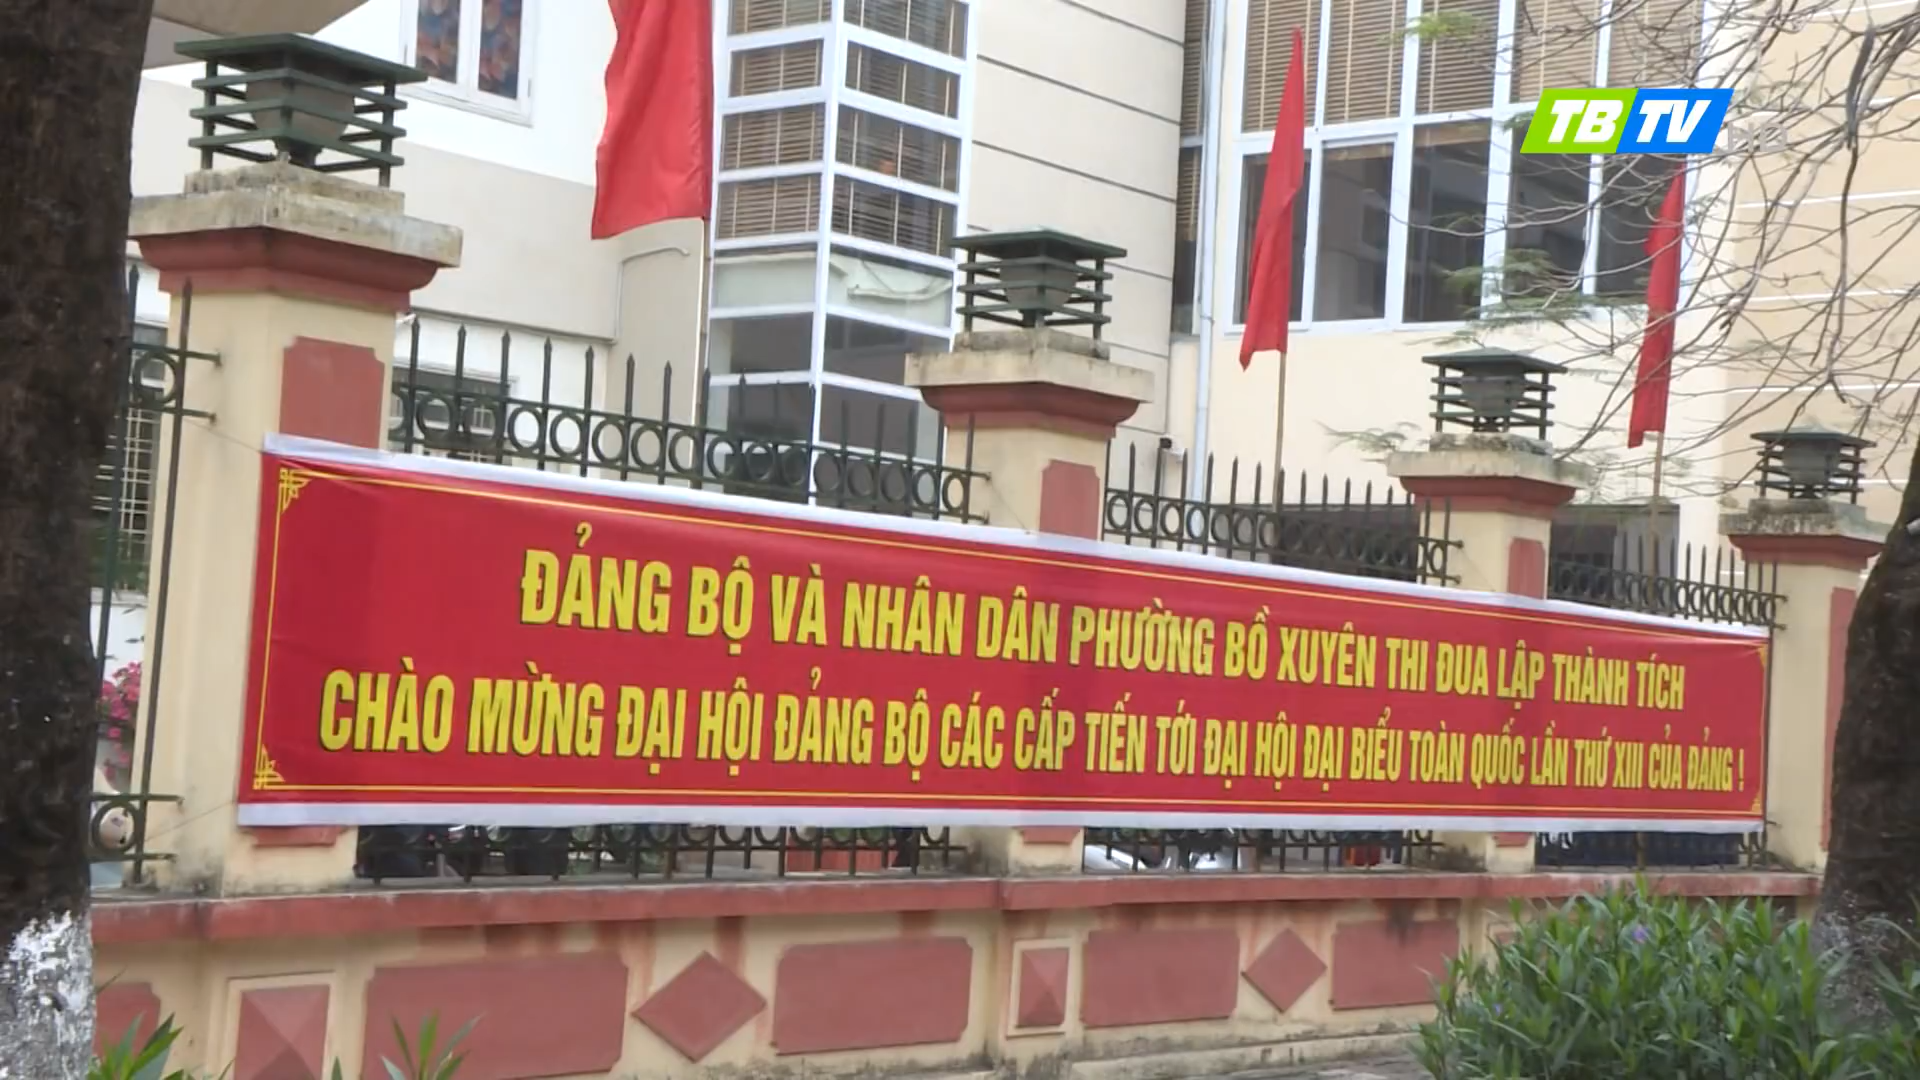 TBTV HD
ĐẢNG BỘ VÀ NHÂN DÂN PHƯỜNG BỒ XUYÊN THI ĐUA LẬP THÀNH TÍCH
CHÀO MỪNG ĐẠI HỘI ĐẢNG BỘ CÁC CẤP TIẾN TỚI ĐẠI HỘI ĐẠI BIỂU TOÀN QUỐC LẦN THỨ XIII CỦA ĐẢNG !